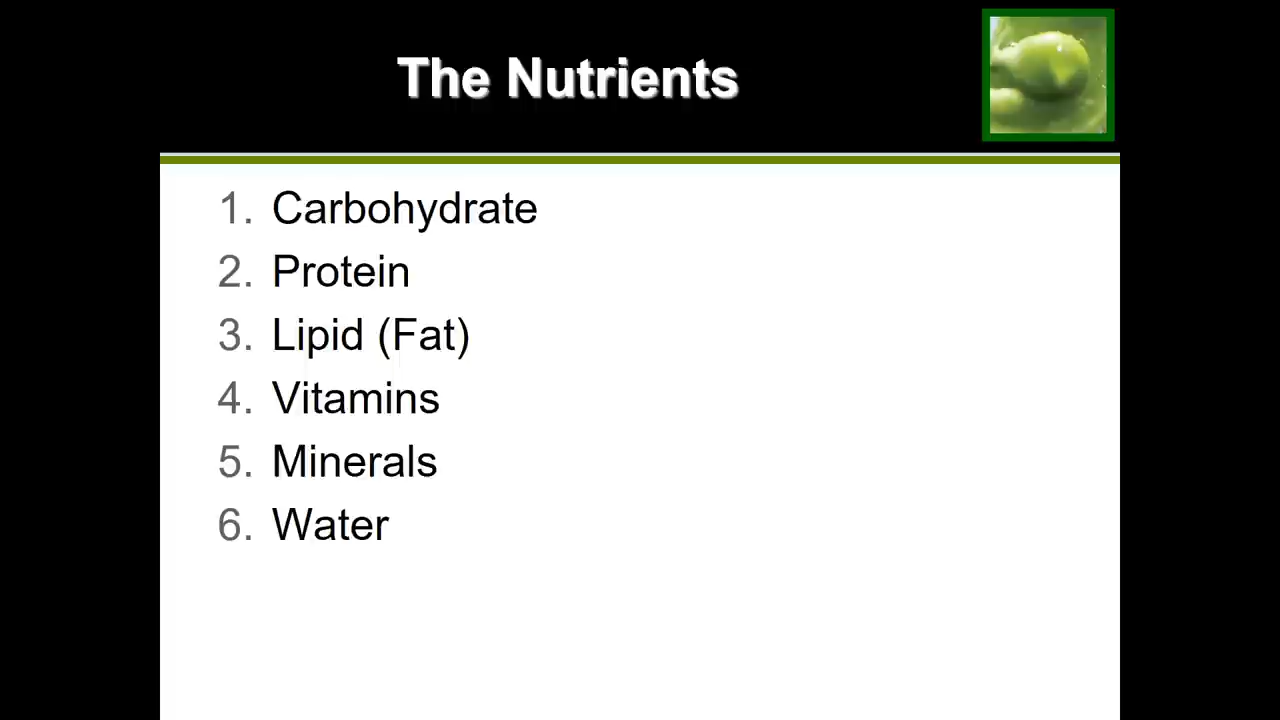 The Nutrients
1. Carbohydrate
2. Protein
3. Lipid (Fat)
4. Vitamins
5. Minerals
6. Water